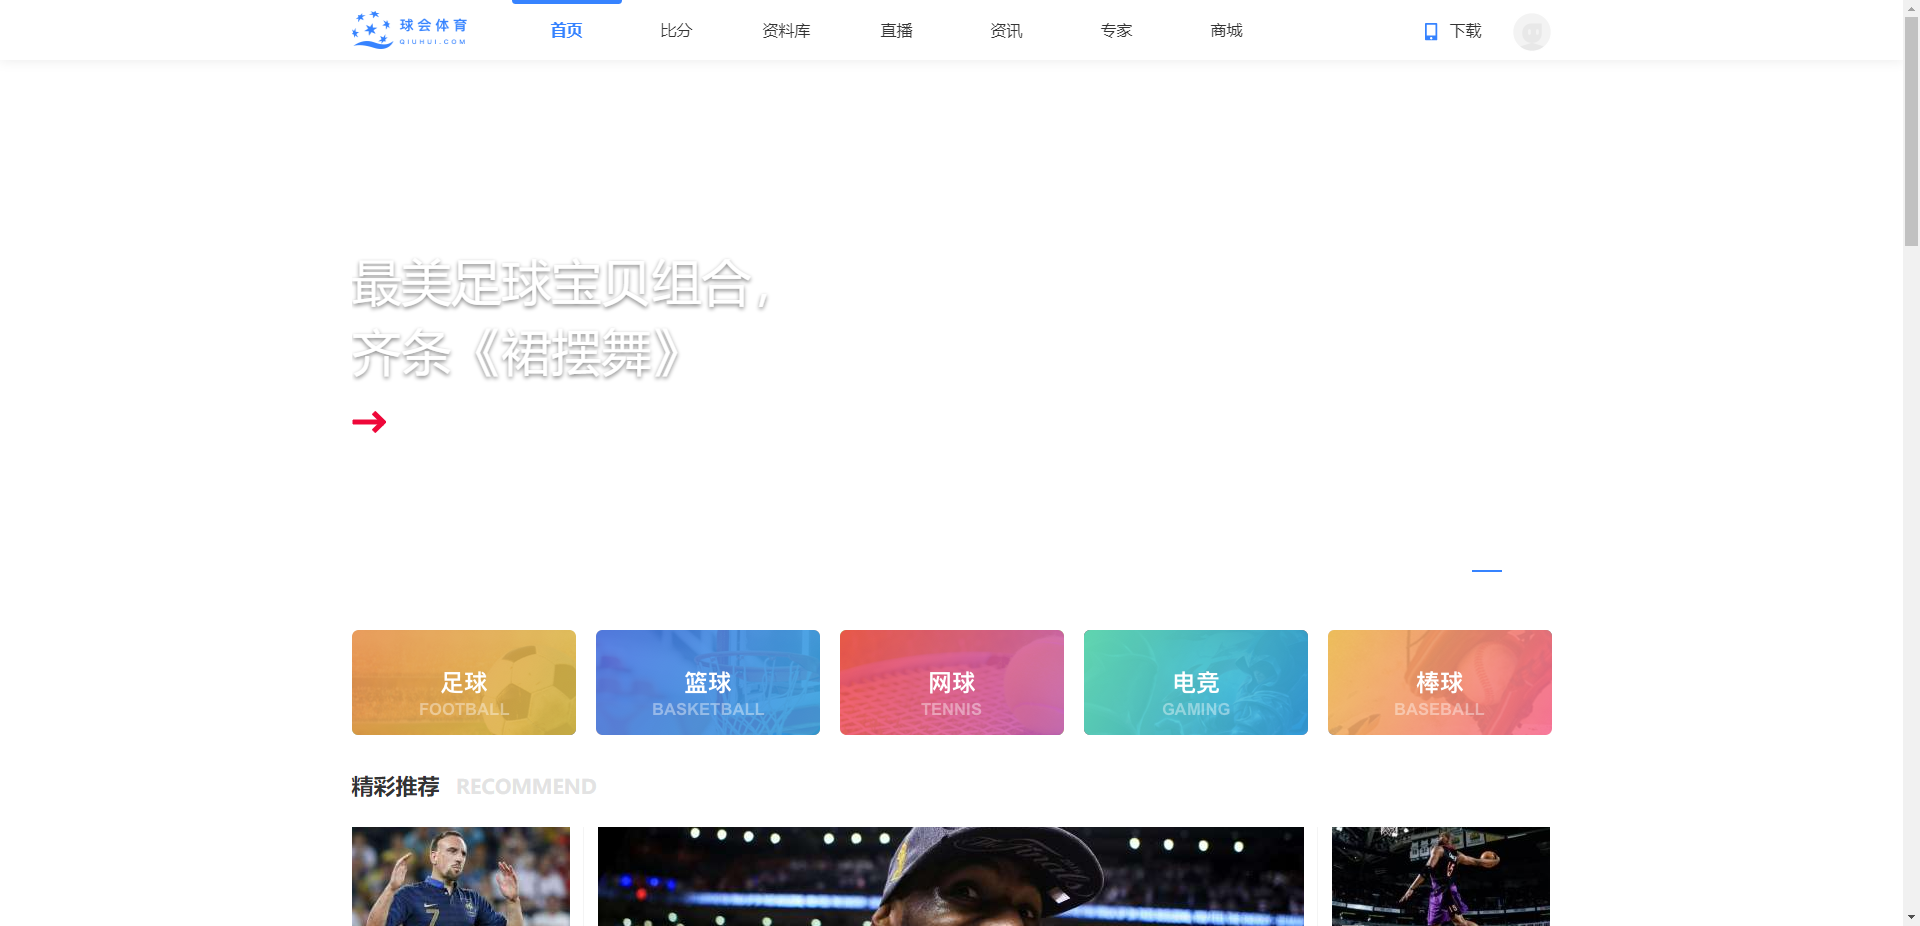 球会体育
QIUHUI.COM
首页
比分
资料库
直播
资讯
专家
商城
下载
最美足球宝贝组合，
齐条《裙摆舞》
足球
FOOTBALL
篮球
BASKETBALL
网球
TENNIS
电竞
GAMING
棒球
BASEBALL
精彩推荐 RECOMMEND
7
15